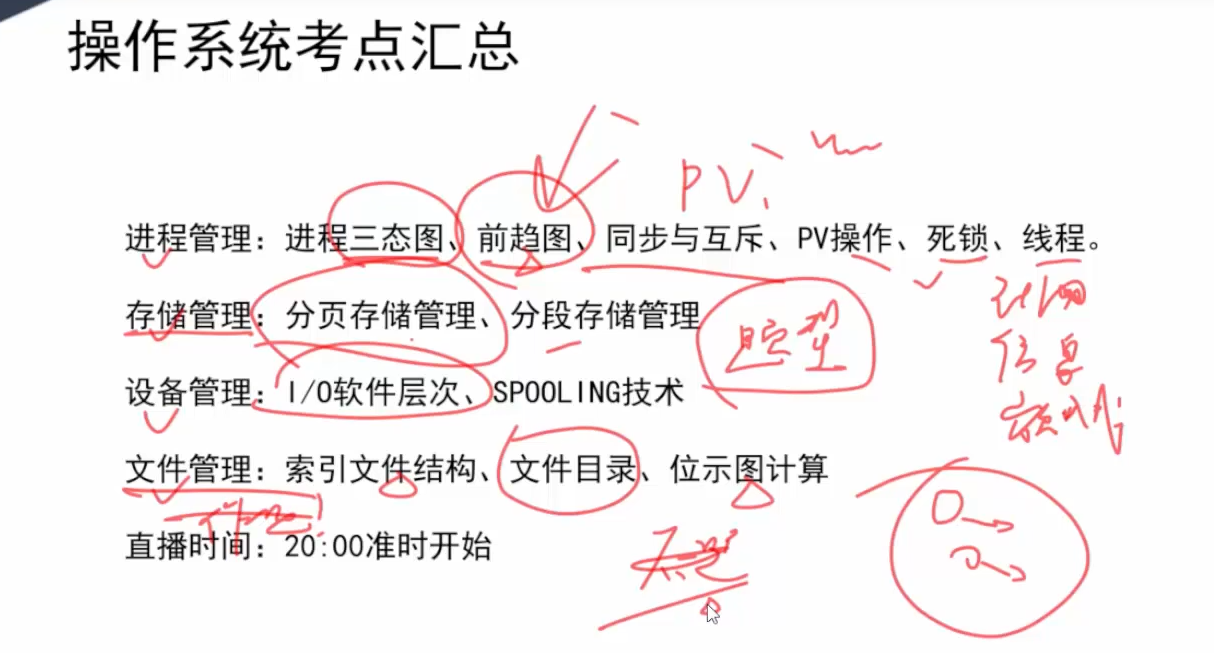 操作系统考点汇总
PV
进程管理：进程三态图、前趋图、同步与互斥、PV操作、死锁、线程。
存储管理：分页存储管理、分段存储管理
设备管理：I/O软件层次、SPOOLING技术
文件管理：索引文件结构、文件目录、位示图计算
直播时间：20:00准时开始